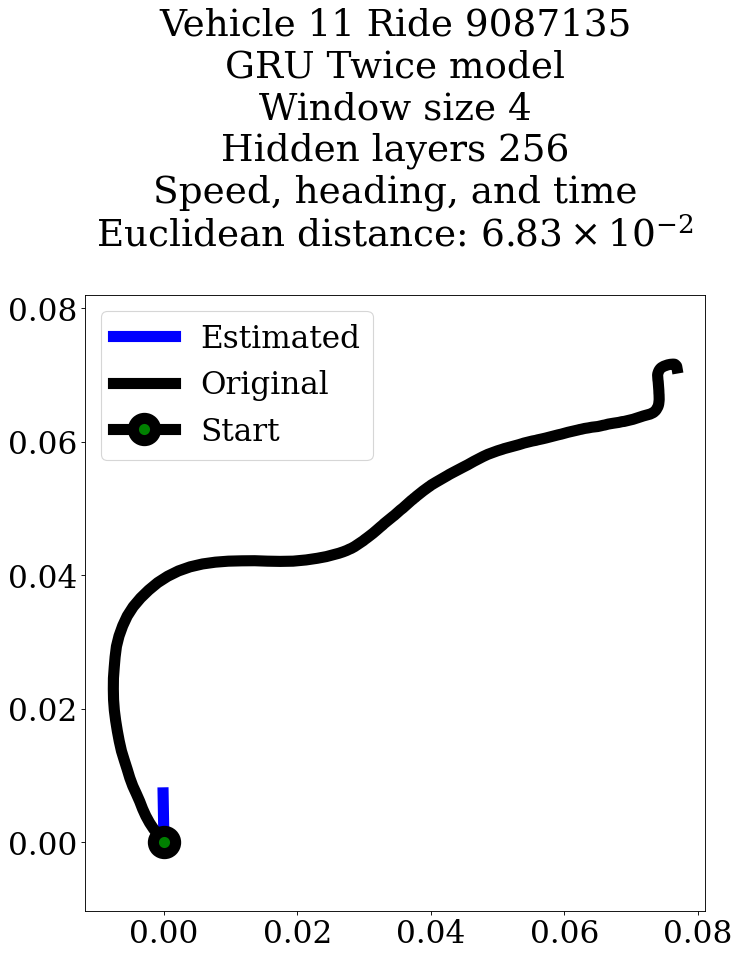 Vehicle 11 Ride 9087135
GRU Twice model
Window size 4
Hidden layers 256
Speed, heading, and time
Euclidean distance: 6.83 × 10⁻²
Estimated
Original
Start
0.08
0.06
0.04
0.02
0.00
0.00 0.02 0.04 0.06 0.08